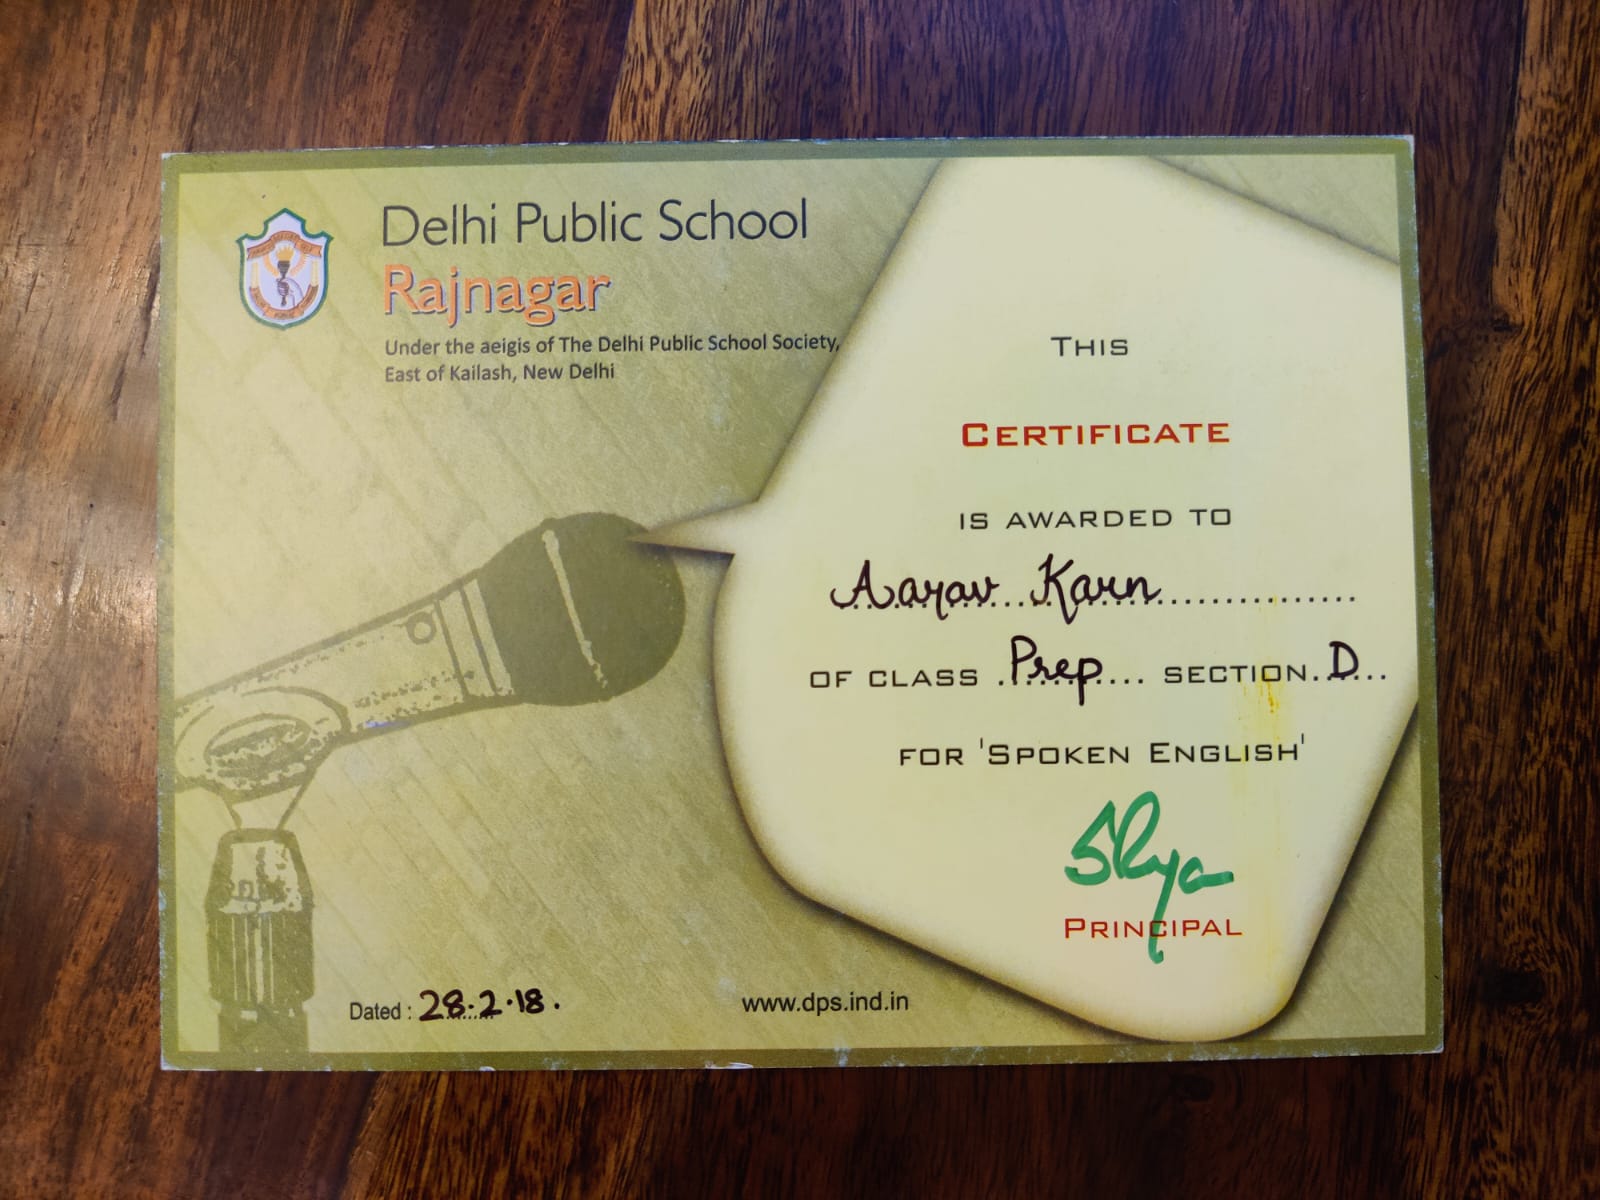 Delhi Public School
Rajnagar
Under the aeigis of The Delhi Public School Society,
East of Kailash, New Delhi
THIS
CERTIFICATE
IS AWARDED TO
Aarav Karn
OF CLASS Prep SECTION D
FOR 'SPOKEN ENGLISH'
PRINCIPAL
Dated : 28.2.18.
www.dps.ind.in